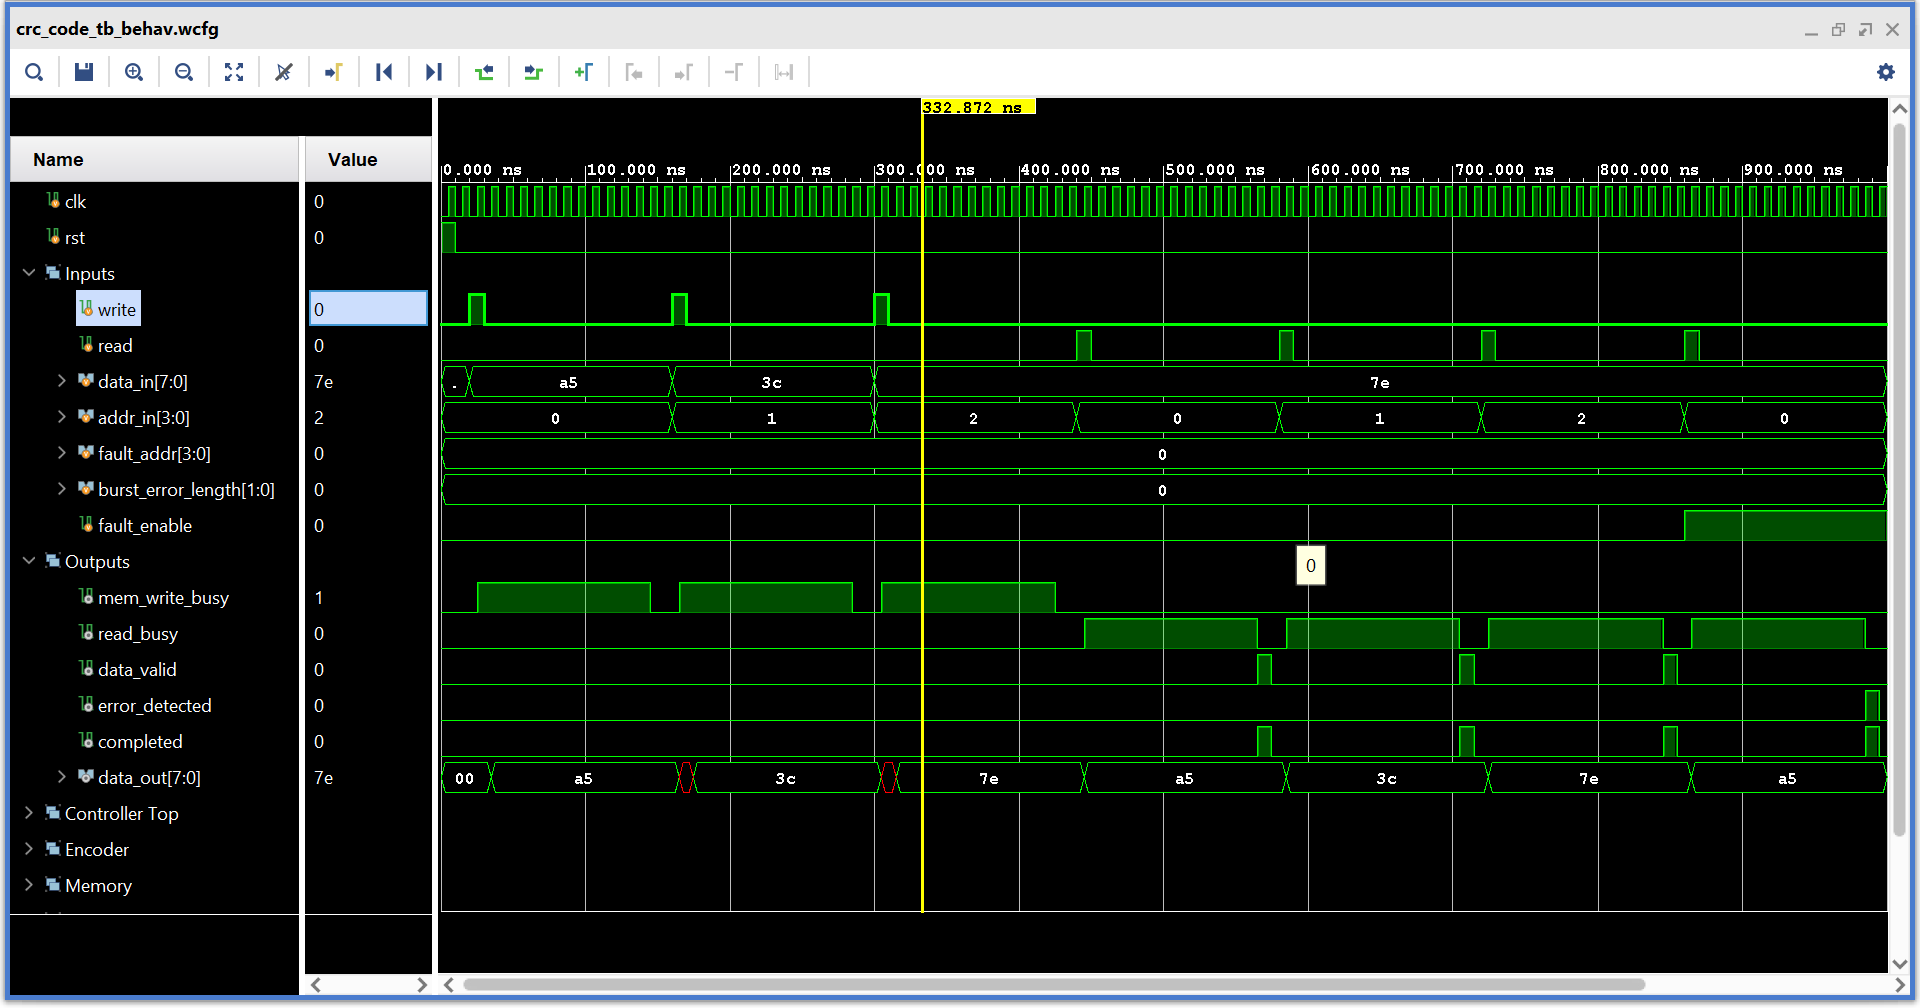 crc_code_tb_behav.wcfg
332.872 ns
Name Value
0.000 ns 100.000 ns 200.000 ns 300. ns 400.000 ns 500.000 ns 600.000 ns 700.000 ns 800.000 ns 900.000 ns
clk 0
rst 0
Inputs
write 0
read 0
data_in[7:0] 7e . a5 3c 7e
addr_in[3:0] 2 0 1 2 0 1 2 0
fault_addr[3:0] 0 0
burst_error_length[1:0] 0 0
fault_enable 0
Outputs 0
mem_write_busy 1
read_busy 0
data_valid 0
error_detected 0
completed 0
data_out[7:0] 7e 00 a5 3c 7e a5 3c 7e a5
Controller Top
Encoder
Memory